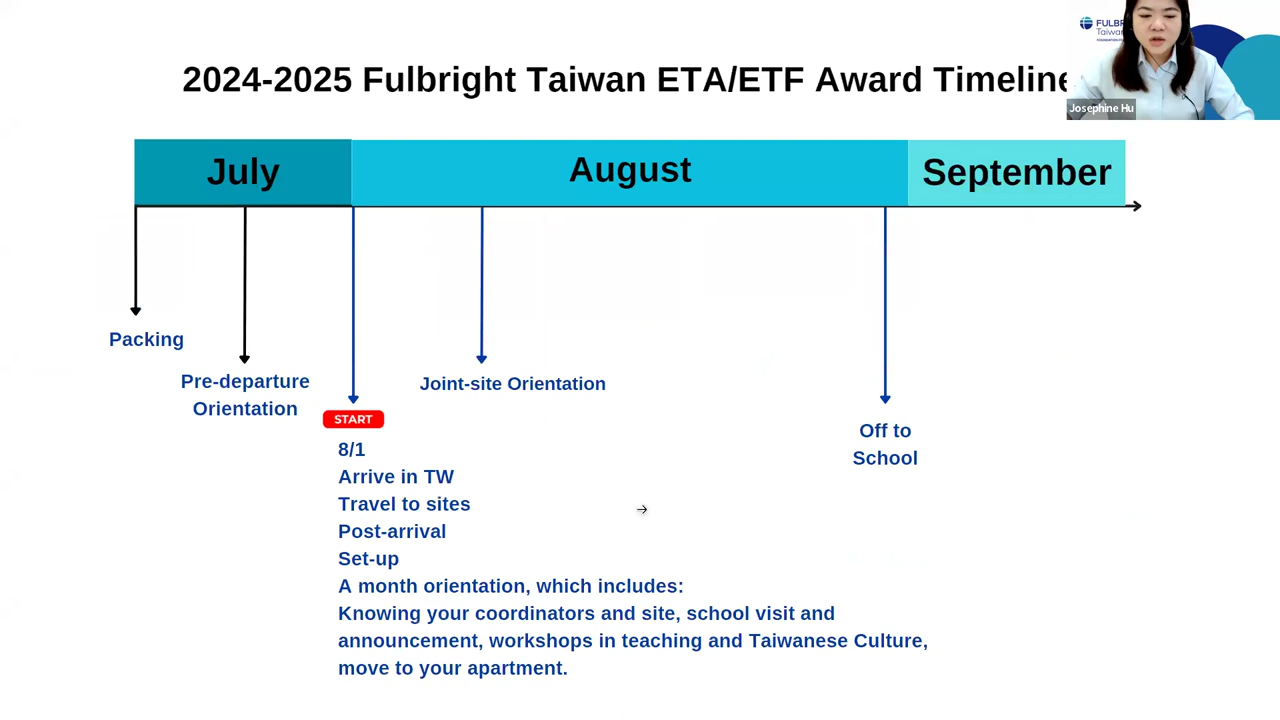 FULBR
Taiwan
2024-2025 Fulbright Taiwan ETA/ETF Award Timeline
Josephine Hu
July
August
September
Packing
Pre-departure
Orientation
Joint-site Orientation
START
8/1
Arrive in TW
Travel to sites
Post-arrival
Set-up
A month orientation, which includes:
Knowing your coordinators and site, school visit and
announcement, workshops in teaching and Taiwanese Culture,
move to your apartment.
Off to
School